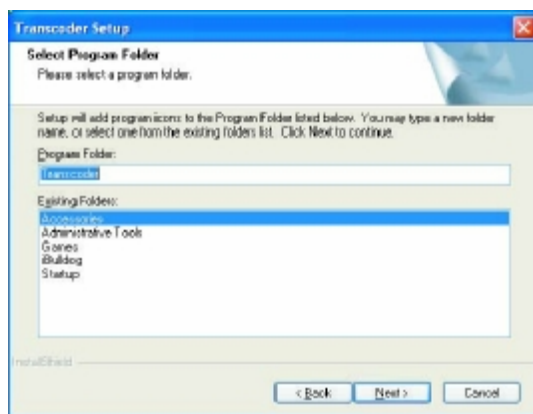 Transcoder Setup
Select Program Folder
Please select a program folder.
Setup will add program icons to the Program Folder listed below. You may type a new folder
name, or select one from the existing folders list. Click Next to continue.
Program Folder:
Transcoder
Existing Folders:
Accessories
Administrative Tools
Games
iBulldog
Startup
InstallShield
< Back
Next >
Cancel